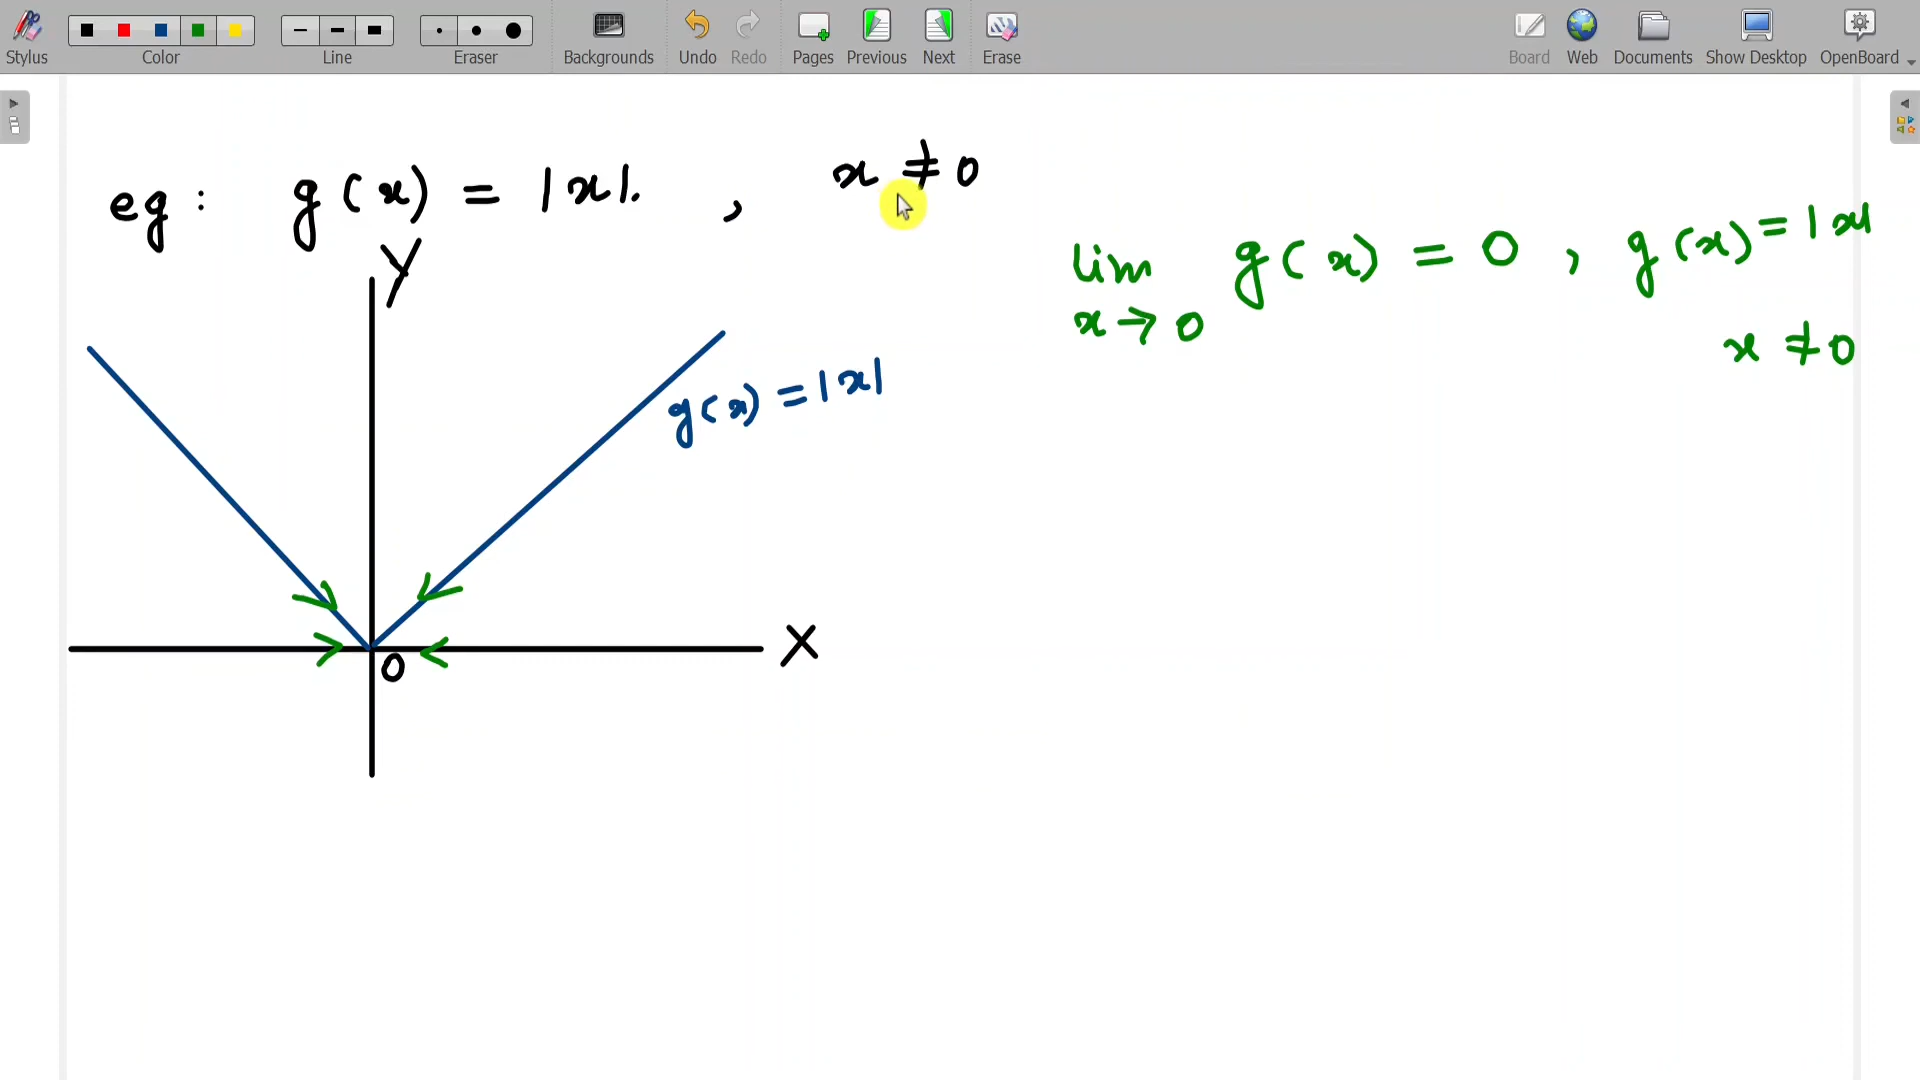 Stylus Color Line Eraser Backgrounds Undo Redo Pages Previous Next Erase Board Web Documents Show Desktop OpenBoard
eg : g(x) = |x|. , x ≠ 0
lim g(x) = 0 , g(x) = |x|
x → 0 x ≠ 0
Y
g(x) = |x|
X
0